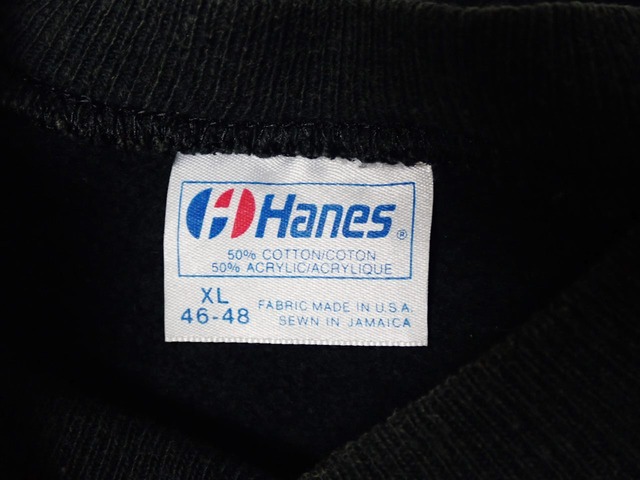 Hanes®
50% COTTON/COTON
50% ACRYLIC/ACRYLIQUE
XL
46-48
FABRIC MADE IN U.S.A.
SEWN IN JAMAICA